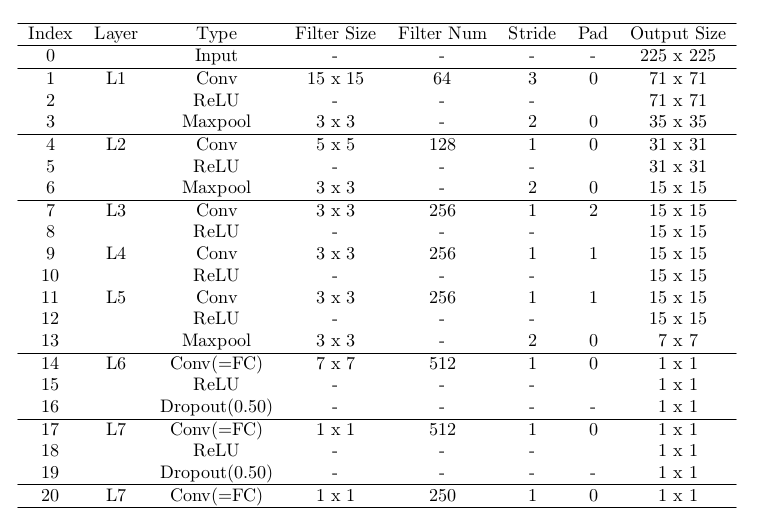 Index Layer Type Filter Size Filter Num Stride Pad Output Size
0 Input - - - - 225 x 225
1 L1 Conv 15 x 15 64 3 0 71 x 71
2 ReLU - - - 71 x 71
3 Maxpool 3 x 3 - 2 0 35 x 35
4 L2 Conv 5 x 5 128 1 0 31 x 31
5 ReLU - - - 31 x 31
6 Maxpool 3 x 3 - 2 0 15 x 15
7 L3 Conv 3 x 3 256 1 2 15 x 15
8 ReLU - - - 15 x 15
9 L4 Conv 3 x 3 256 1 1 15 x 15
10 ReLU - - - 15 x 15
11 L5 Conv 3 x 3 256 1 1 15 x 15
12 ReLU - - - 15 x 15
13 Maxpool 3 x 3 - 2 0 7 x 7
14 L6 Conv(=FC) 7 x 7 512 1 0 1 x 1
15 ReLU - - - 1 x 1
16 Dropout(0.50) - - - - 1 x 1
17 L7 Conv(=FC) 1 x 1 512 1 0 1 x 1
18 ReLU - - - 1 x 1
19 Dropout(0.50) - - - - 1 x 1
20 L7 Conv(=FC) 1 x 1 250 1 0 1 x 1